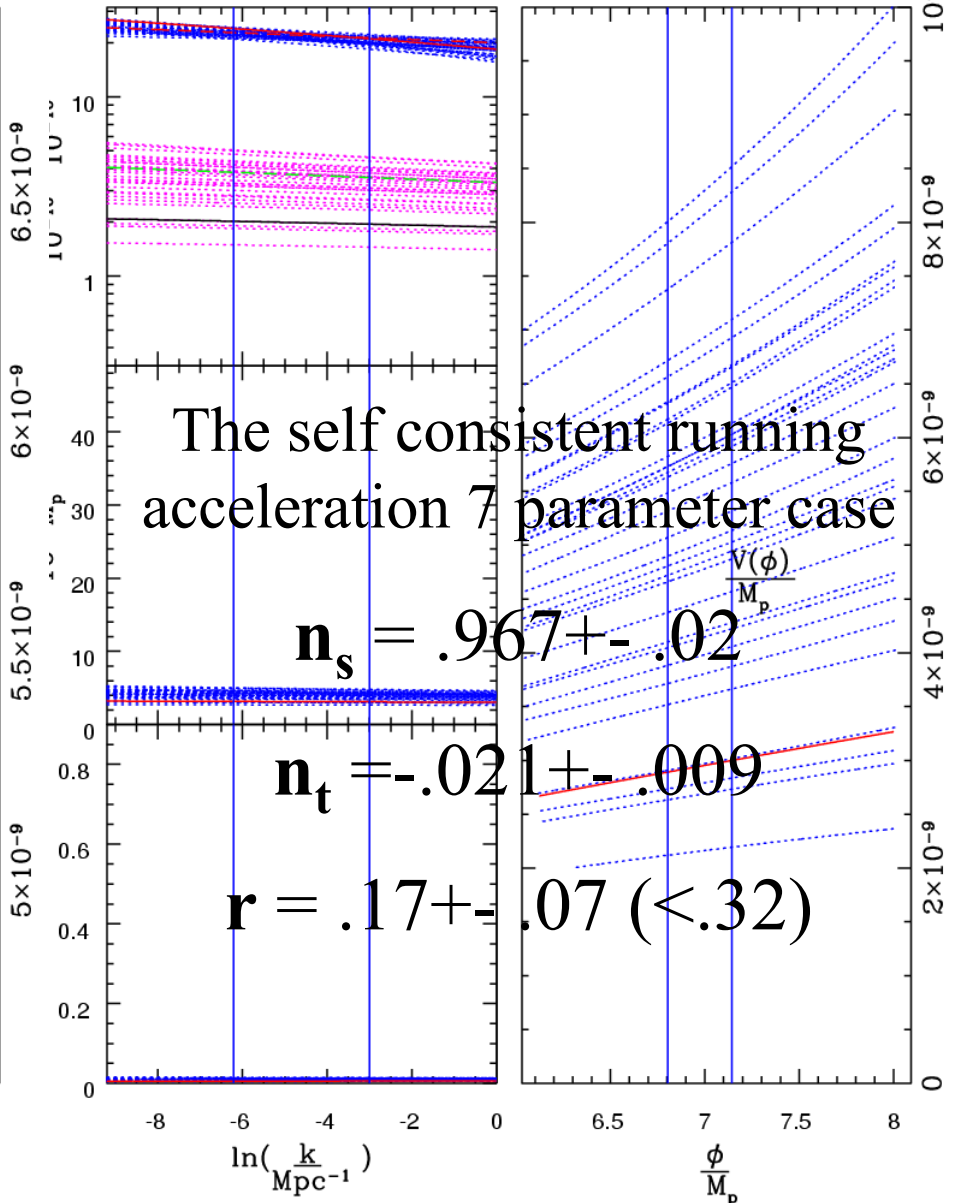 10
1
6.5×10⁻⁹
6×10⁻⁹
5.5×10⁻⁹
5×10⁻⁹
40
30
20
10
0
0.8
0.6
0.4
0.2
0
The self consistent running
acceleration 7 parameter case
nₛ = .967+- .02
nₜ =-.021+- .009
r = .17+- .07 (<.32)
V(φ)
Mₚ
10
8×10⁻⁹
6×10⁻⁹
4×10⁻⁹
2×10⁻⁹
0
-8 -6 -4 -2 0
ln(k/Mpc⁻¹)
6.5 7 7.5 8
φ
Mₚ